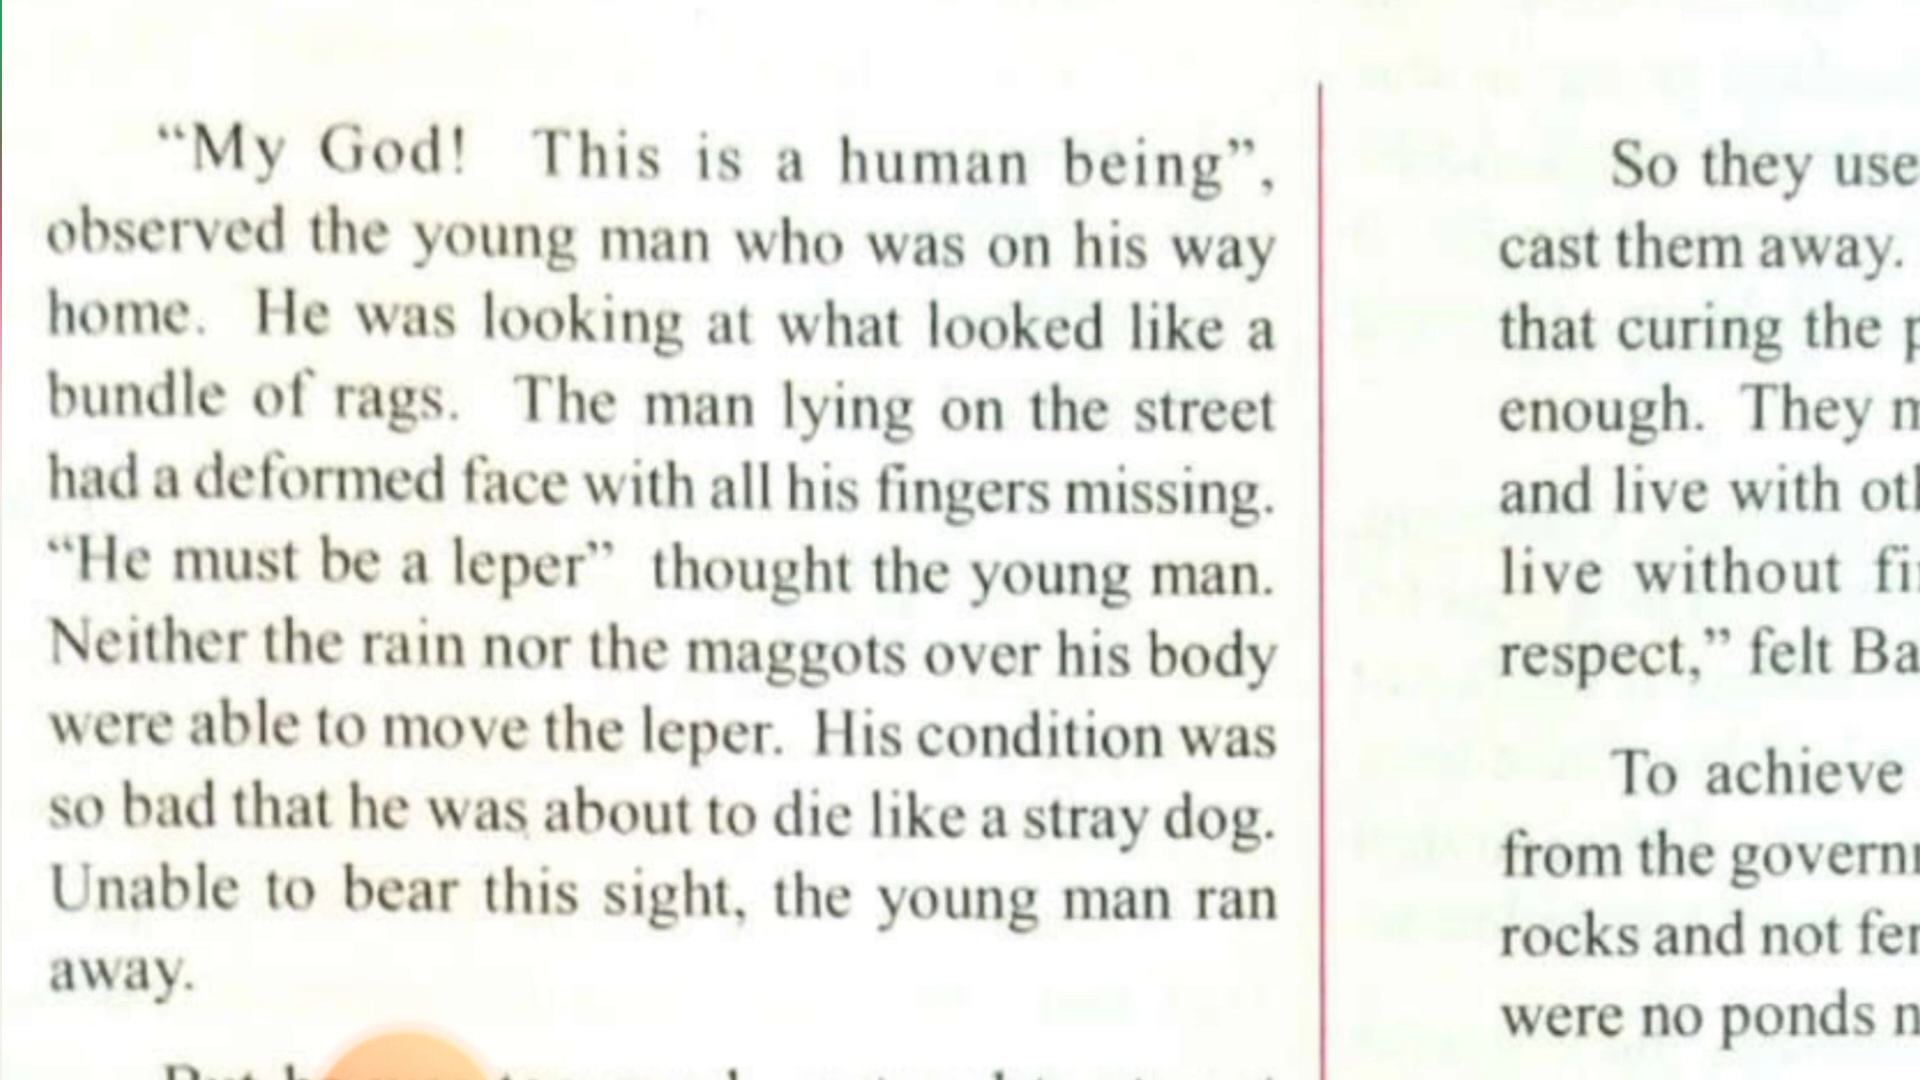 “My God! This is a human being”,
observed the young man who was on his way
home. He was looking at what looked like a
bundle of rags. The man lying on the street
had a deformed face with all his fingers missing.
“He must be a leper” thought the young man.
Neither the rain nor the maggots over his body
were able to move the leper. His condition was
so bad that he was about to die like a stray dog.
Unable to bear this sight, the young man ran
away.
So they
cast them away.
that curing the
enough. They
and live with
live without
respect,” felt
To achieve
from the
rocks and not
were no ponds